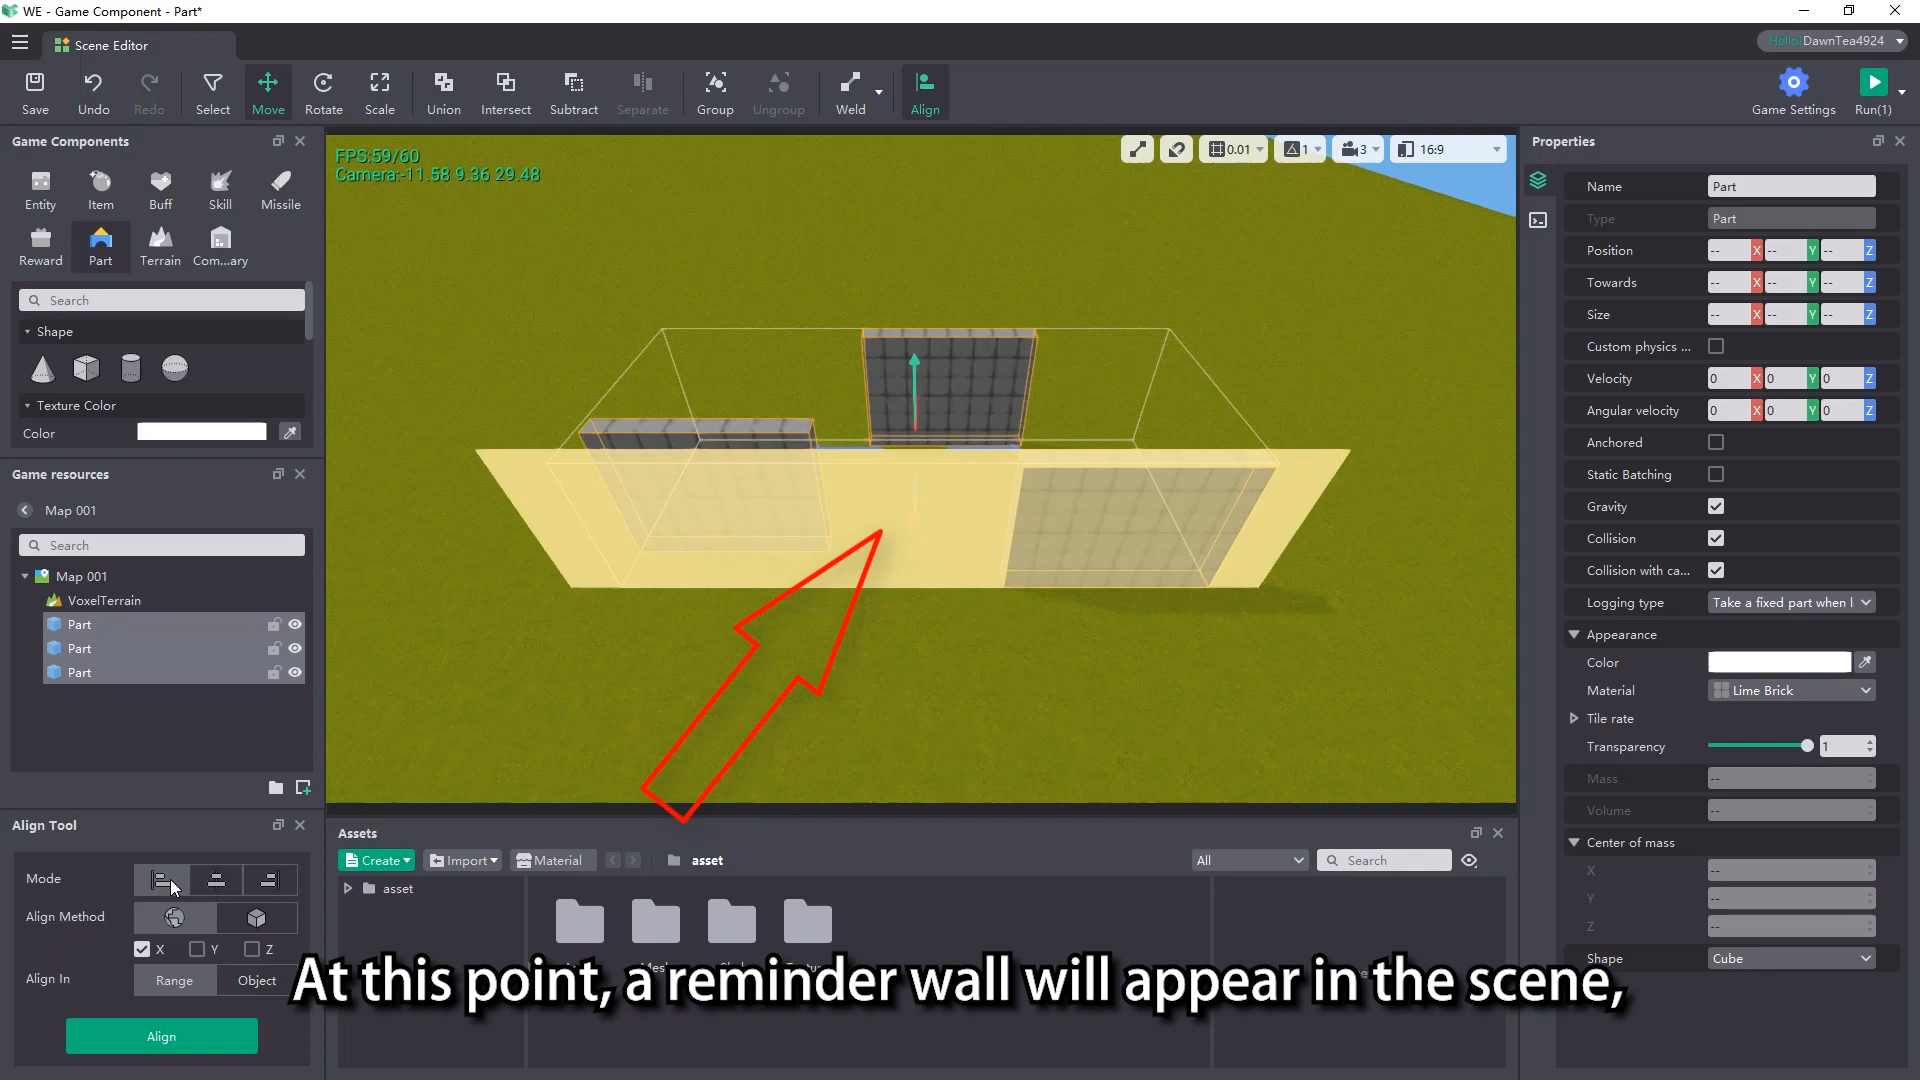 WE - Game Component - Part*
Scene Editor
Hello! DawnTea4924
Save
Undo
Redo
Select
Move
Rotate
Scale
Union
Intersect
Subtract
Separate
Group
Ungroup
Weld
Align
Game Settings
Run(1)
Game Components
Entity
Item
Buff
Skill
Missile
Reward
Part
Terrain
Com...ary
Search
Shape
Texture Color
Color
Game resources
Map 001
Search
Map 001
VoxelTerrain
Part
Part
Part
Align Tool
Mode
Align Method
X
Y
Z
Align In
Range
Object
Align
FPS:59/60
Camera:-11.58 9.36 29.48
0.01
1
3
16:9
Assets
Create
Import
Material
asset
All
Search
asset
At this point, a reminder wall will appear in the scene,
Properties
Name
Part
Type
Part
Position
-- X -- Y -- Z
Towards
-- X -- Y -- Z
Size
-- X -- Y -- Z
Custom physics ...
Velocity
0 X 0 Y 0 Z
Angular velocity
0 X 0 Y 0 Z
Anchored
Static Batching
Gravity
Collision
Collision with ca...
Logging type
Take a fixed part when l
Appearance
Color
Material
Lime Brick
Tile rate
Transparency
1
Mass
--
Volume
--
Center of mass
X
--
Y
--
Z
--
Shape
Cube